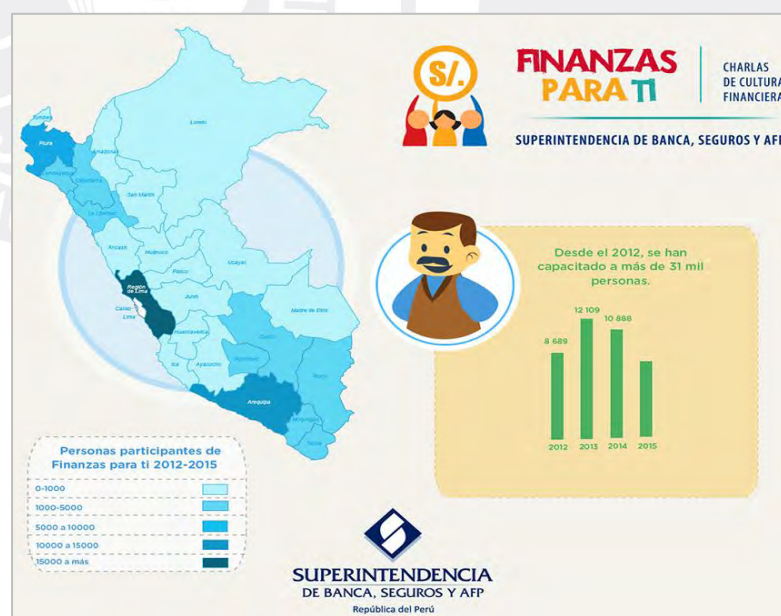 S/.
FINANZAS
PARA TI
CHARLAS
DE CULTURA
FINANCIERA
SUPERINTENDENCIA DE BANCA, SEGUROS Y AFP
Tumbes
Piura
Lambayeque
Cajamarca
Amazonas
Loreto
La Libertad
San Martín
Ancash
Huánuco
Pasco
Ucayali
Región
de Lima
Callao-
Lima
Junín
Madre de Dios
Huancavelica
Cusco
Ica
Ayacucho
Apurímac
Puno
Arequipa
Moquegua
Tacna
Desde el 2012, se han
capacitado a más de 31 mil
personas.
8 689
12 109
10 888
2012
2013
2014
2015
Personas participantes de
Finanzas para ti 2012-2015
0-1000
1000-5000
5000 a 10000
10000 a 15000
15000 a más
S
SUPERINTENDENCIA
DE BANCA, SEGUROS Y AFP
República del Perú